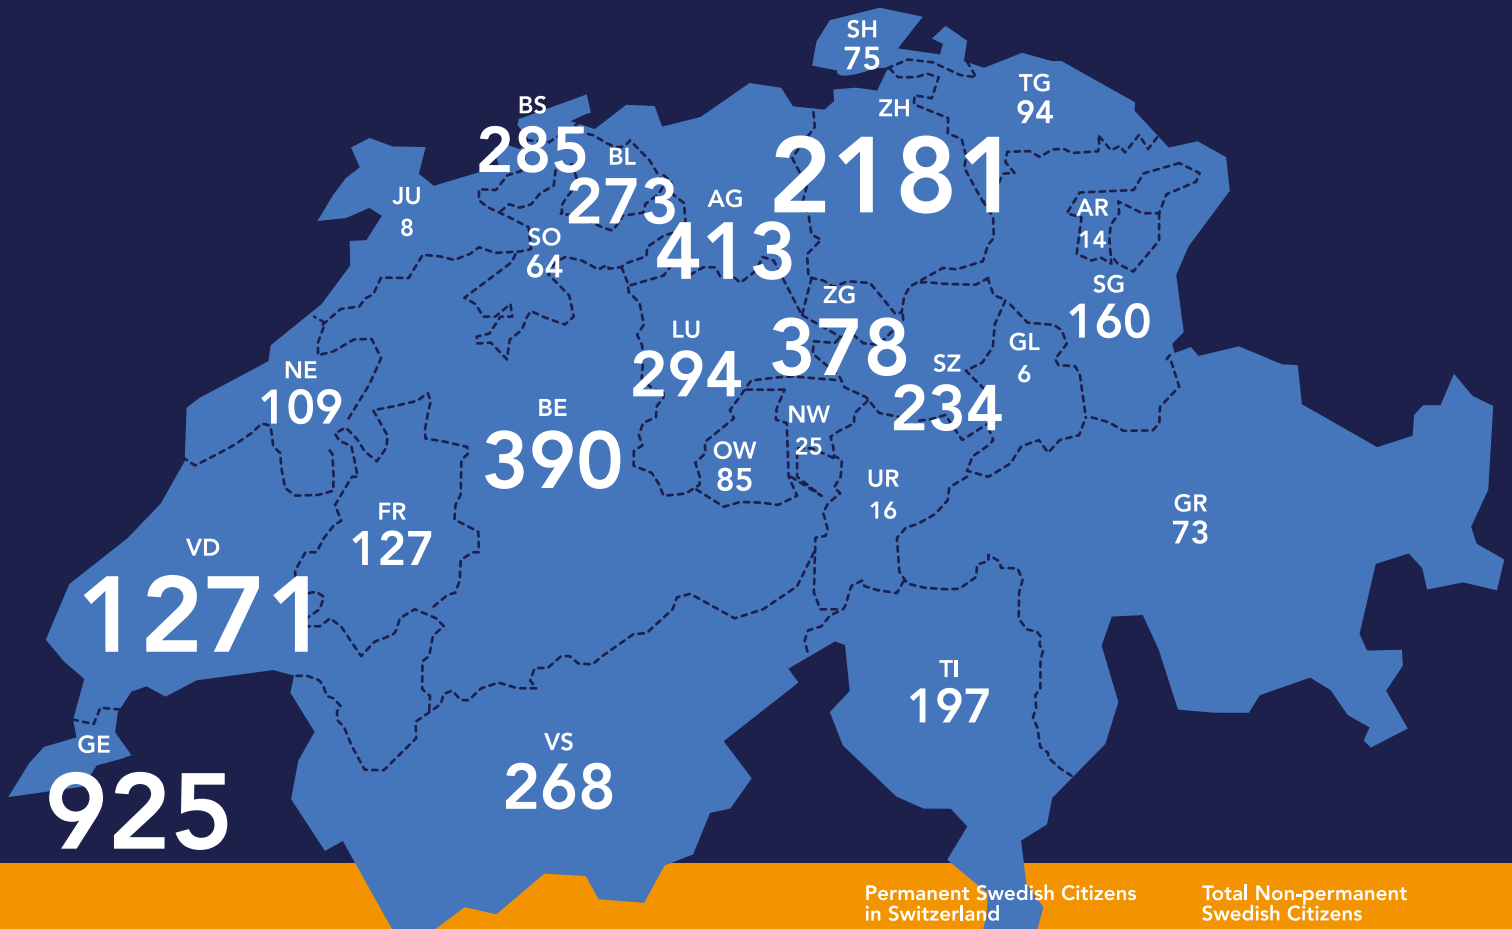 SH
75
TG
94
BS
285
ZH
2181
BL
273
JU
8
AG
413
AR
14
SO
64
SG
160
ZG
378
LU
294
GL
6
SZ
234
NE
109
BE
390
NW
25
OW
85
UR
16
GR
73
FR
127
VD
1271
TI
197
GE
925
VS
268
Permanent Swedish Citizens
in Switzerland
Total Non-permanent
Swedish Citizens